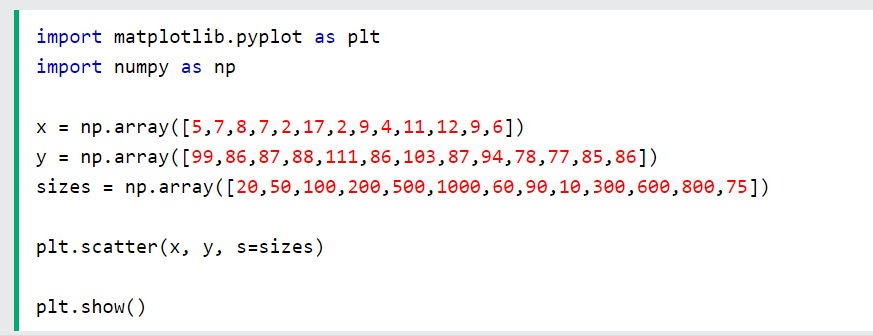 import matplotlib.pyplot as plt
import numpy as np
x = np.array([5,7,8,7,2,17,2,9,4,11,12,9,6])
y = np.array([99,86,87,88,111,86,103,87,94,78,77,85,86])
sizes = np.array([20,50,100,200,500,1000,60,90,10,300,600,800,75])
plt.scatter(x, y, s=sizes)
plt.show()